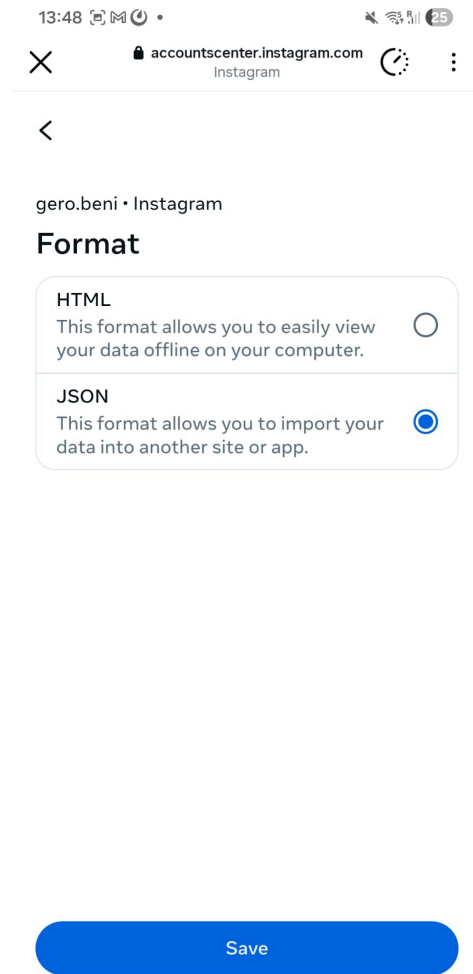 13:48
25
accountscenter.instagram.com
Instagram
gero.beni • Instagram
Format
HTML
This format allows you to easily view
your data offline on your computer.
JSON
This format allows you to import your
data into another site or app.
Save